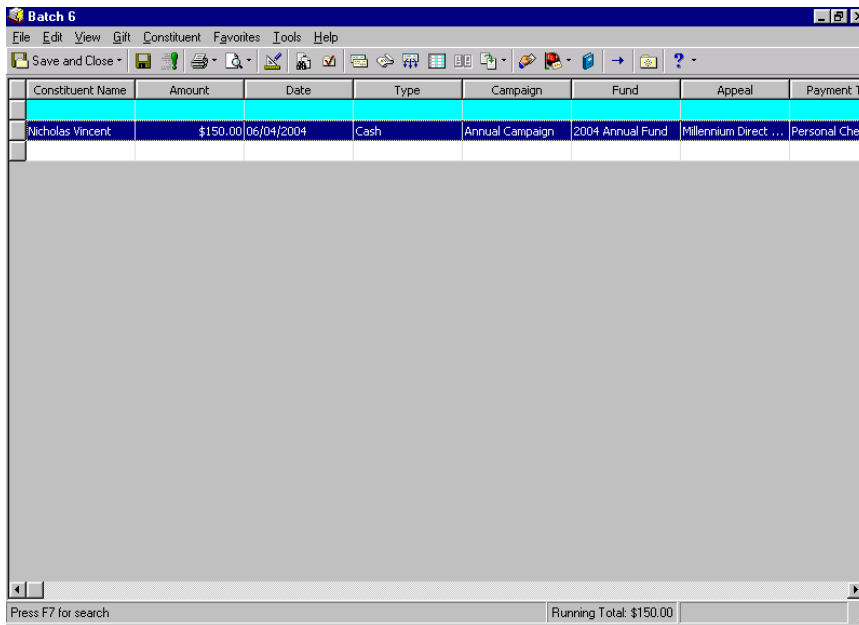 Batch 6
File Edit View Gift Constituent Favorites Tools Help
Save and Close
Constituent Name Amount Date Type Campaign Fund Appeal Payment T
Nicholas Vincent $150.00 06/04/2004 Cash Annual Campaign 2004 Annual Fund Millennium Direct ... Personal Che
Press F7 for search Running Total: $150.00